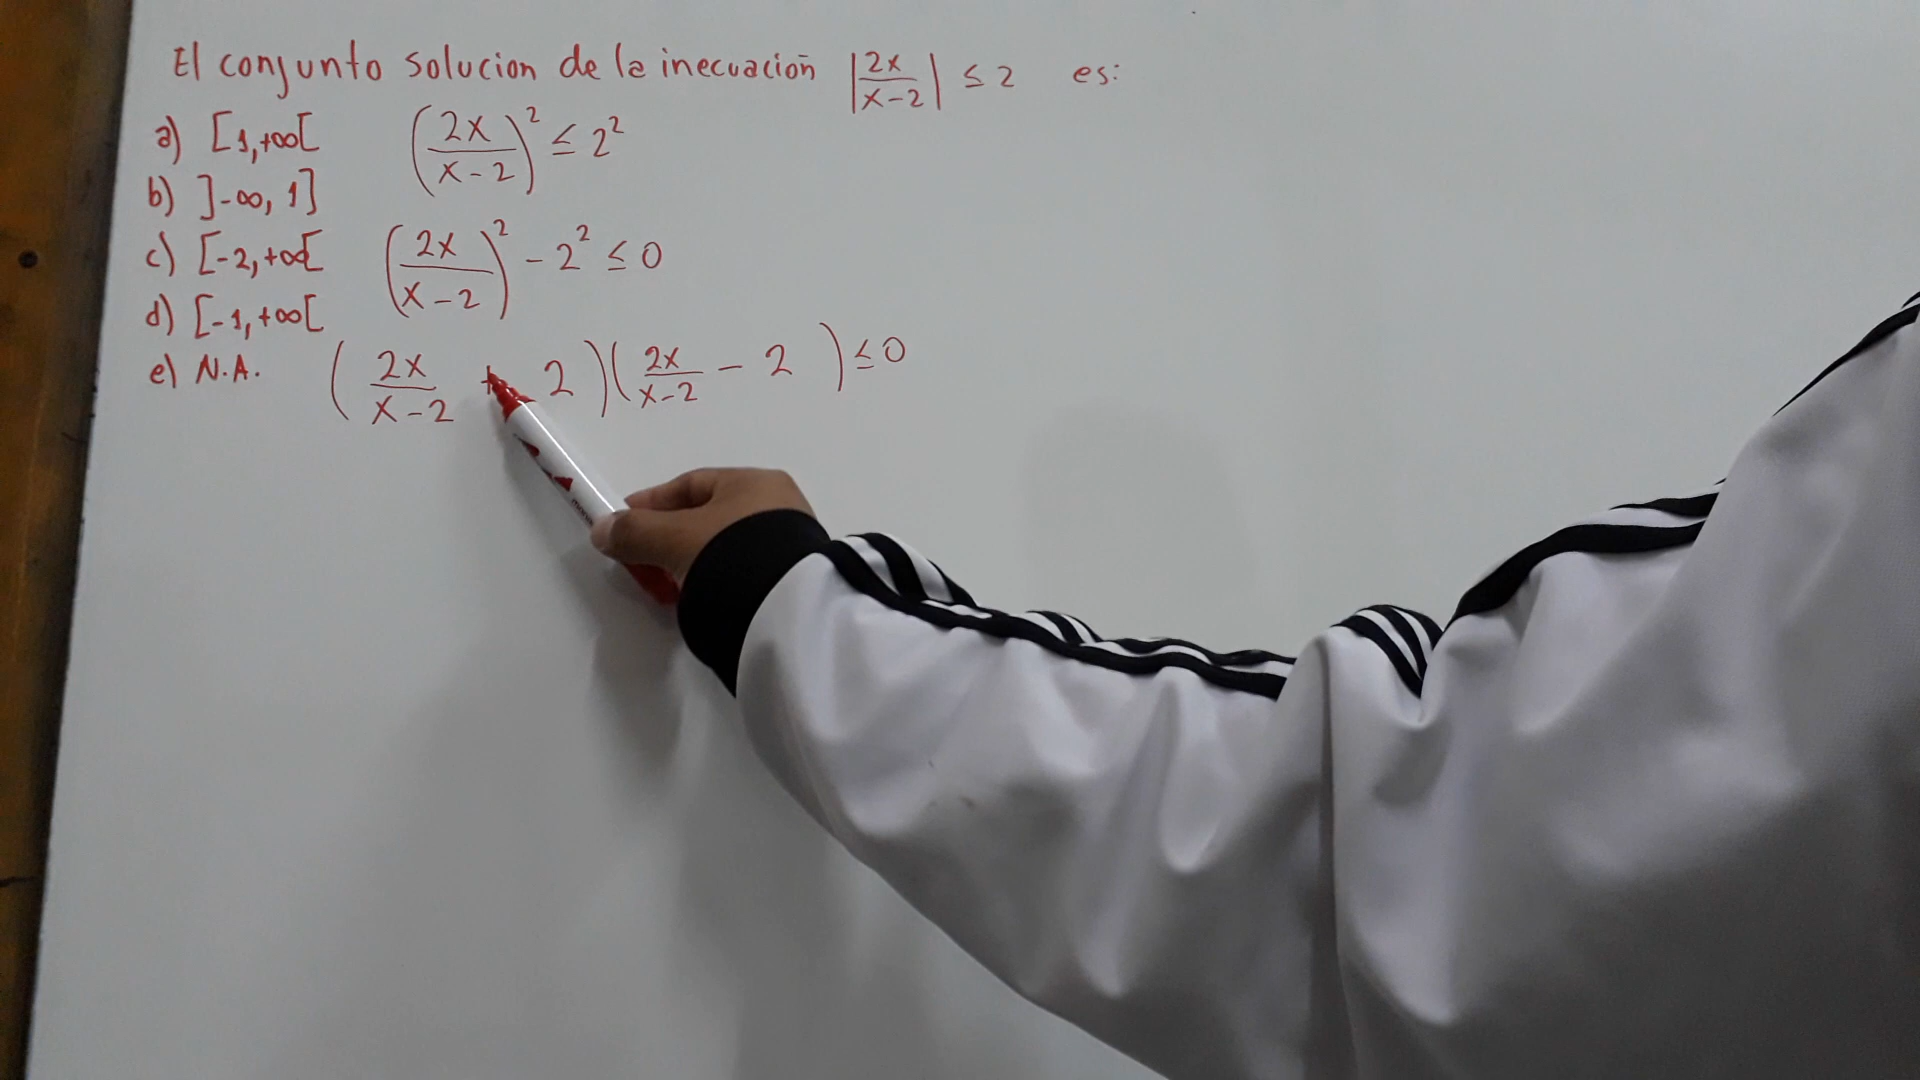 El conjunto solucion de la inecuación |2x/(x-2)| ≤ 2 es:
a) [1,+∞[
(2x/(x-2))² ≤ 2²
b) ]-∞, 1]
c) [-2,+∞[
(2x/(x-2))² - 2² ≤ 0
d) [-1,+∞[
e) N.A.
(2x/(x-2) + 2)(2x/(x-2) - 2) ≤ 0